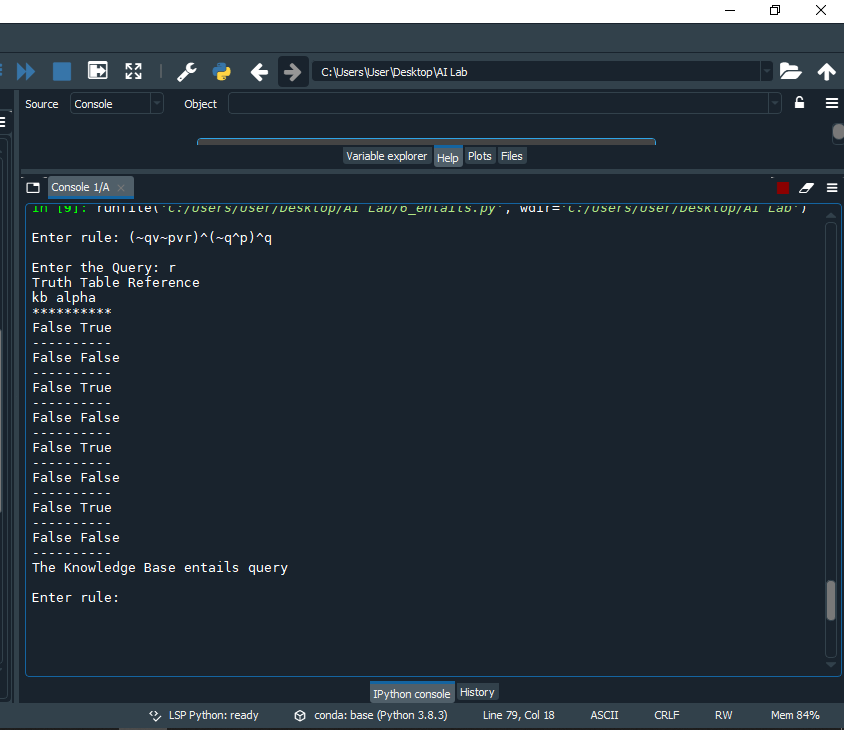 C:\Users\User\Desktop\AI Lab
Source Console Object
Variable explorer Help Plots Files
Console 1/A
In [9]: runfile('C:/Users/User/Desktop/AI Lab/6_entails.py', wdir='C:/Users/User/Desktop/AI Lab')
Enter rule: (~qv~pvr)^(~q^p)^q
Enter the Query: r
Truth Table Reference
kb alpha
**********
False True
----------
False False
----------
False True
----------
False False
----------
False True
----------
False False
----------
False True
----------
False False
----------
The Knowledge Base entails query
Enter rule:
IPython console History
LSP Python: ready conda: base (Python 3.8.3) Line 79, Col 18 ASCII CRLF RW Mem 84%